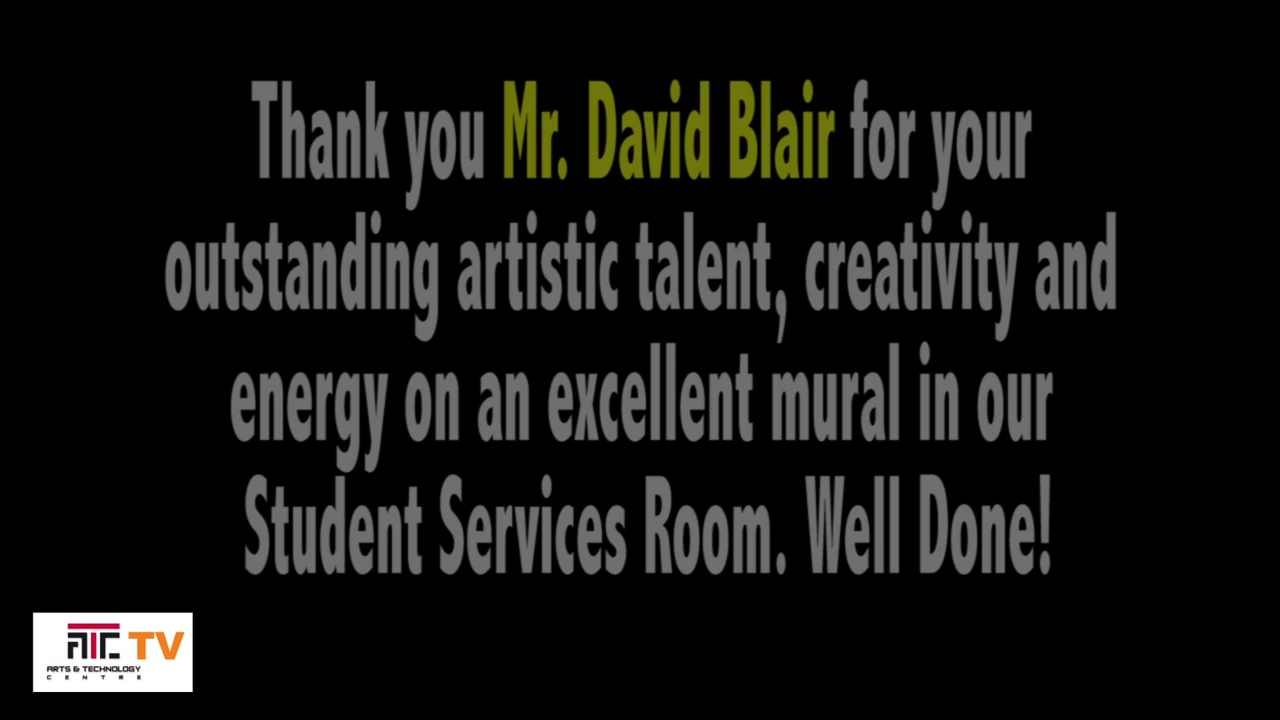 Thank you Mr. David Blair for your
outstanding artistic talent, creativity and
energy on an excellent mural in our
Student Services Room. Well Done!
ATC TV
ARTS & TECHNOLOGY
CENTRE